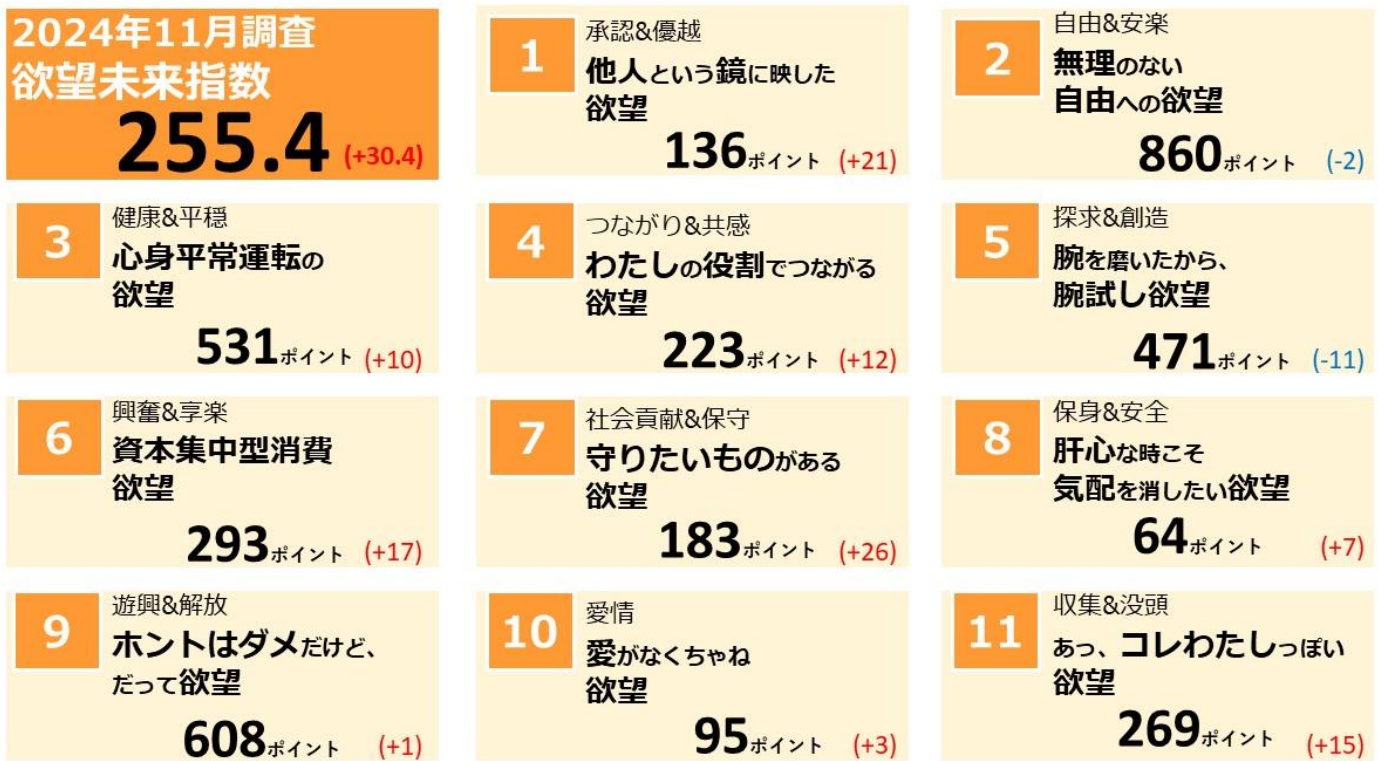 2024年11月調査
欲望未来指数
255.4 (+30.4)
1
承認&優越
他人という鏡に映した
欲望
136ポイント (+21)
2
自由&安楽
無理のない
自由への欲望
860ポイント (-2)
3
健康&平穏
心身平常運転の
欲望
531ポイント (+10)
4
つながり&共感
わたしの役割でつながる
欲望
223ポイント (+12)
5
探求&創造
腕を磨いたから、
腕試し欲望
471ポイント (-11)
6
興奮&享楽
資本集中型消費
欲望
293ポイント (+17)
7
社会貢献&保守
守りたいものがある
欲望
183ポイント (+26)
8
保身&安全
肝心な時こそ
気配を消したい欲望
64ポイント (+7)
9
遊興&解放
ホントはダメだけど、
だって欲望
608ポイント (+1)
10
愛情
愛がなくちゃね
欲望
95ポイント (+3)
11
収集&没頭
あっ、コレわたしっぽい
欲望
269ポイント (+15)